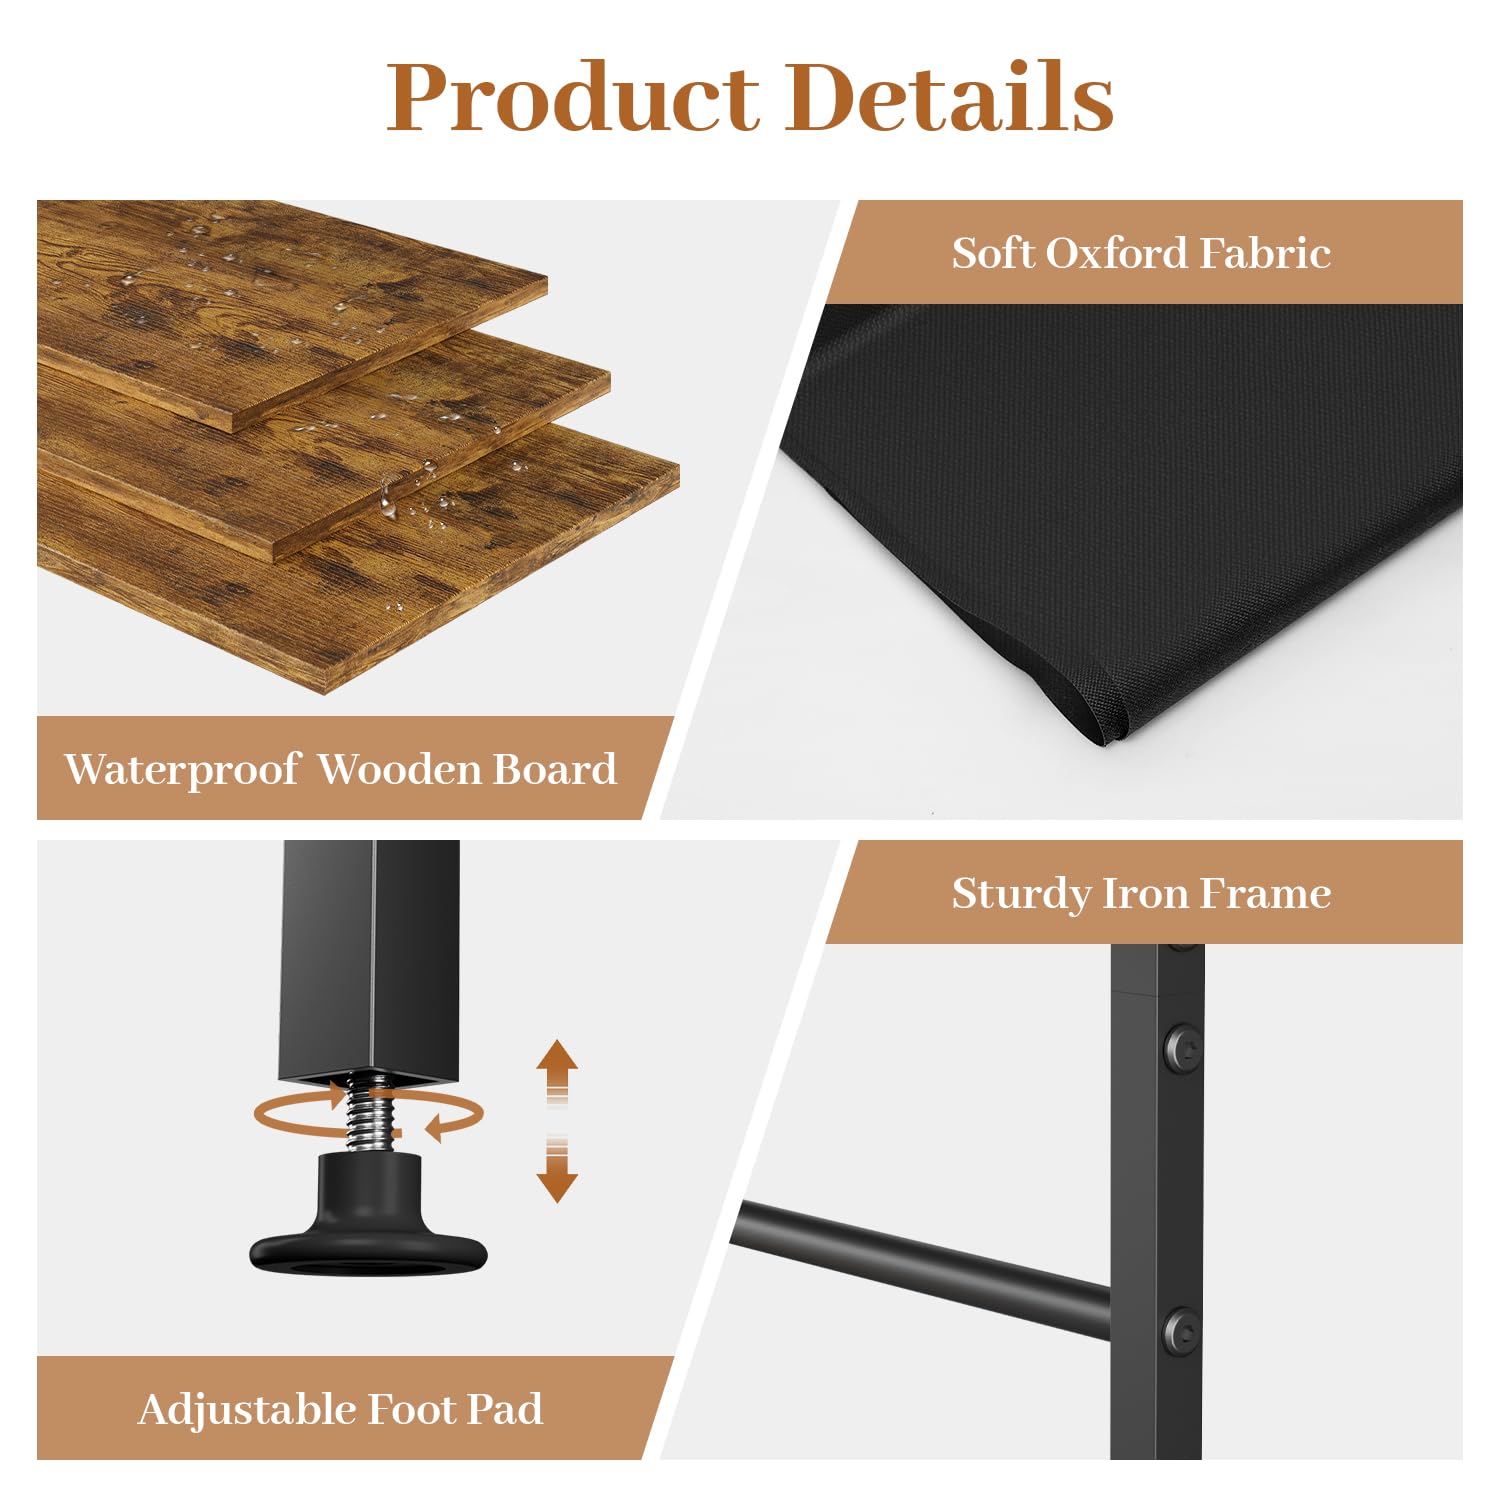 Product Details
Soft Oxford Fabric
Waterproof Wooden Board
Sturdy Iron Frame
Adjustable Foot Pad